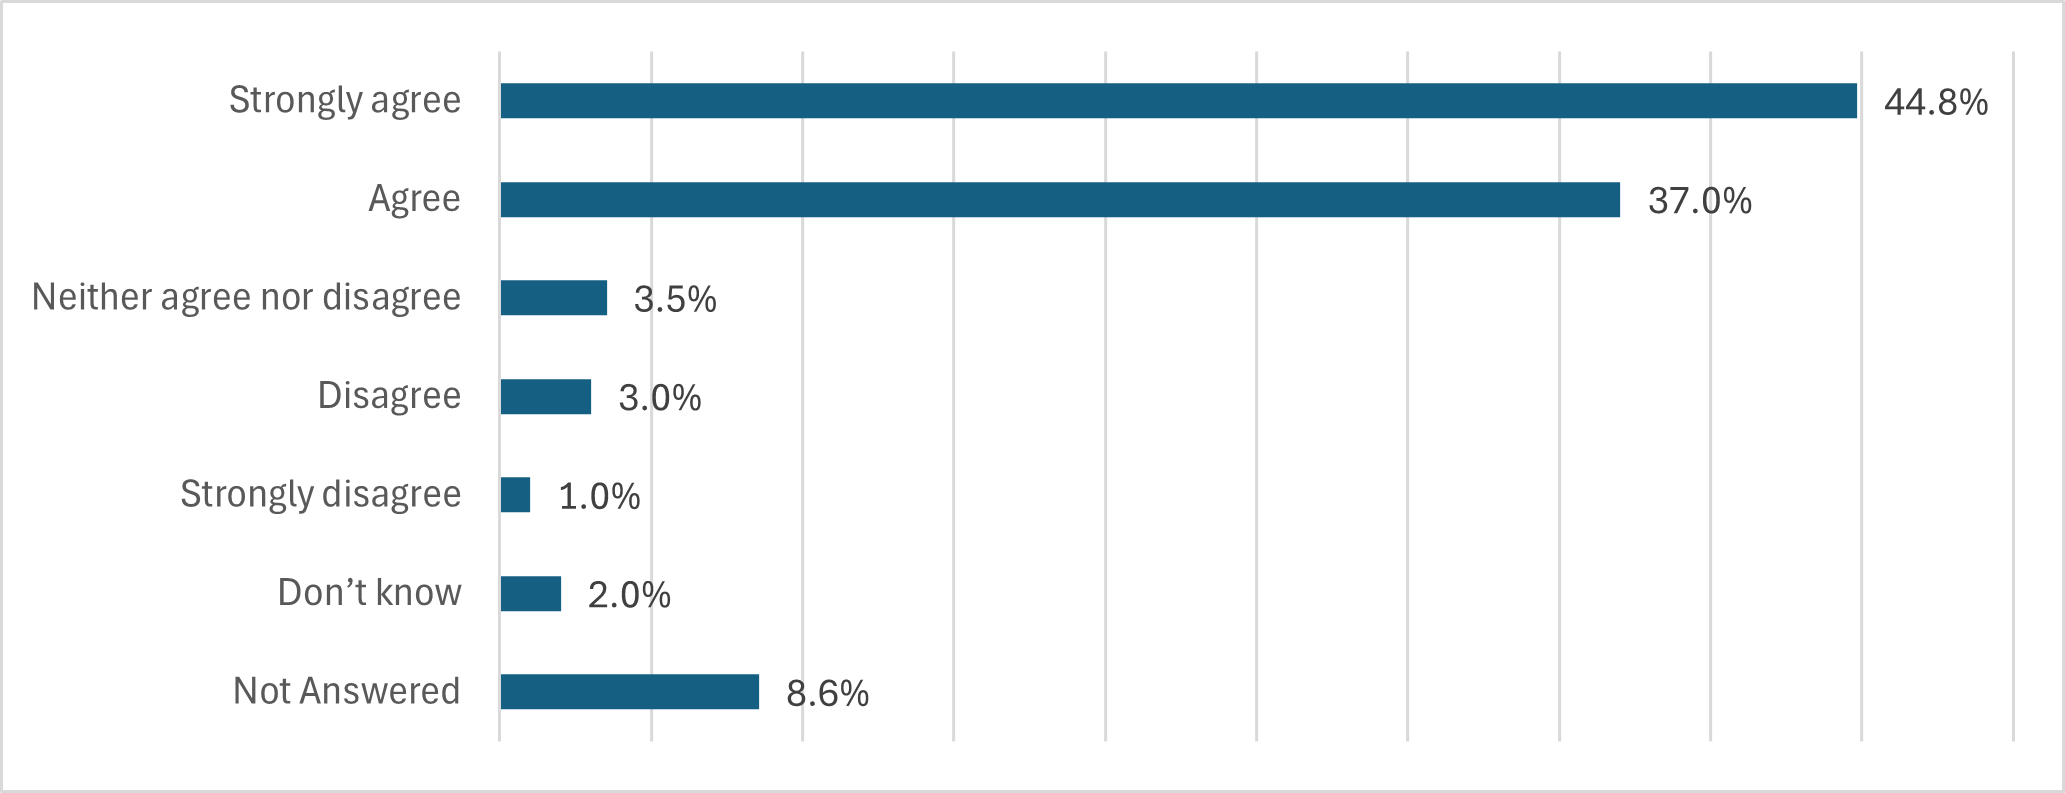 Strongly agree 44.8%
Agree 37.0%
Neither agree nor disagree 3.5%
Disagree 3.0%
Strongly disagree 1.0%
Don’t know 2.0%
Not Answered 8.6%